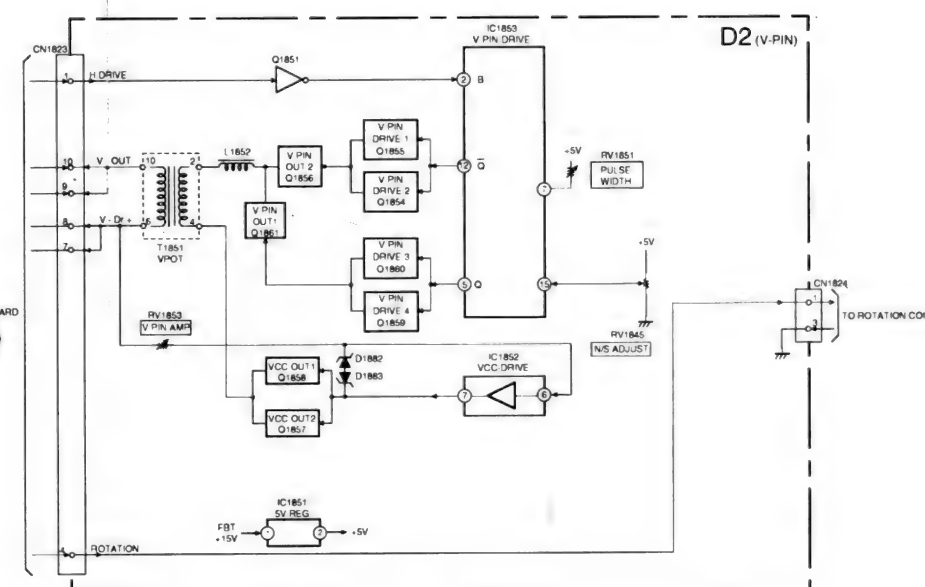 D2 (V-PIN)
CN1823
IC1853
V PIN DRIVE
Q1851
1
H DRIVE
2
B
V PIN
DRIVE 1
Q1855
+5V
RV1851
PULSE
WIDTH
L1852
10
V OUT
10
2
V PIN
OUT 2
Q1856
12
Q
7
V PIN
DRIVE 2
Q1854
9
V PIN
OUT1
Q1861
8
V - Dr +
4
7
T1851
VPOT
V PIN
DRIVE 3
Q1860
+5V
5
Q
15
V PIN
DRIVE 4
Q1859
CN1824
1
ARD
RV1853
V PIN AMP
TO ROTATION COI
3
RV1845
N/S ADJUST
VCC OUT1
Q1858
D1882
D1883
IC1852
VCC DRIVE
7
6
VCC OUT2
Q1857
IC1851
5V REG
FBT
+15V
1
2
+5V
ROTATION